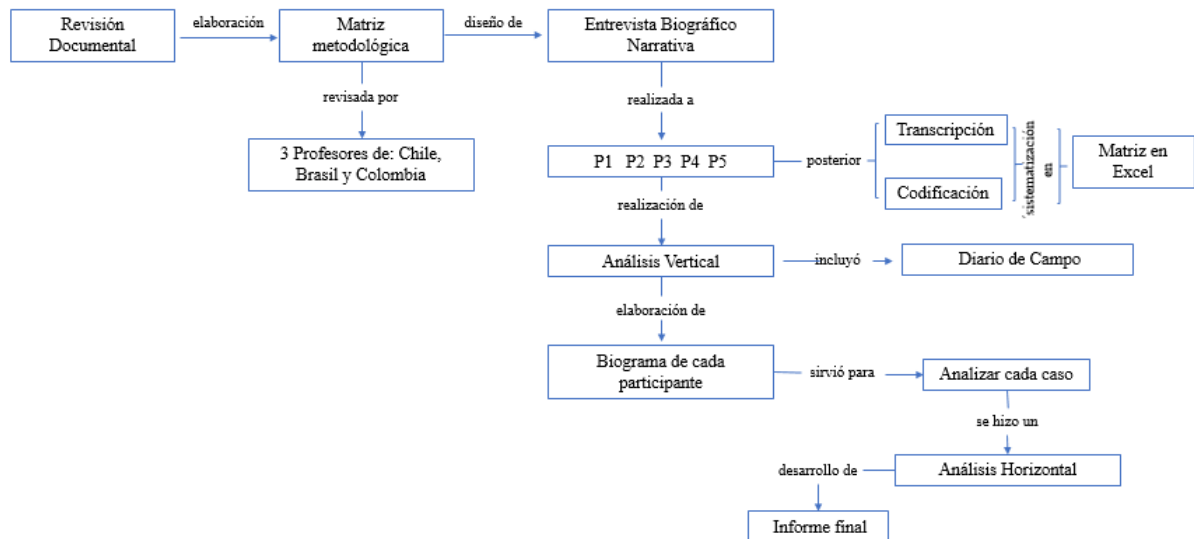 Revisión
Documental
elaboración
Matriz
metodológica
diseño de
Entrevista Biográfico
Narrativa
revisada por
realizada a
3 Profesores de: Chile,
Brasil y Colombia
P1 P2 P3 P4 P5
posterior
Transcripción
Codificación
´sistematización
en
Matriz en
Excel
realización de
Análisis Vertical
incluyó
Diario de Campo
elaboración de
Biograma de cada
participante
sirvió para
Analizar cada caso
se hizo un
Análisis Horizontal
desarrollo de
Informe final